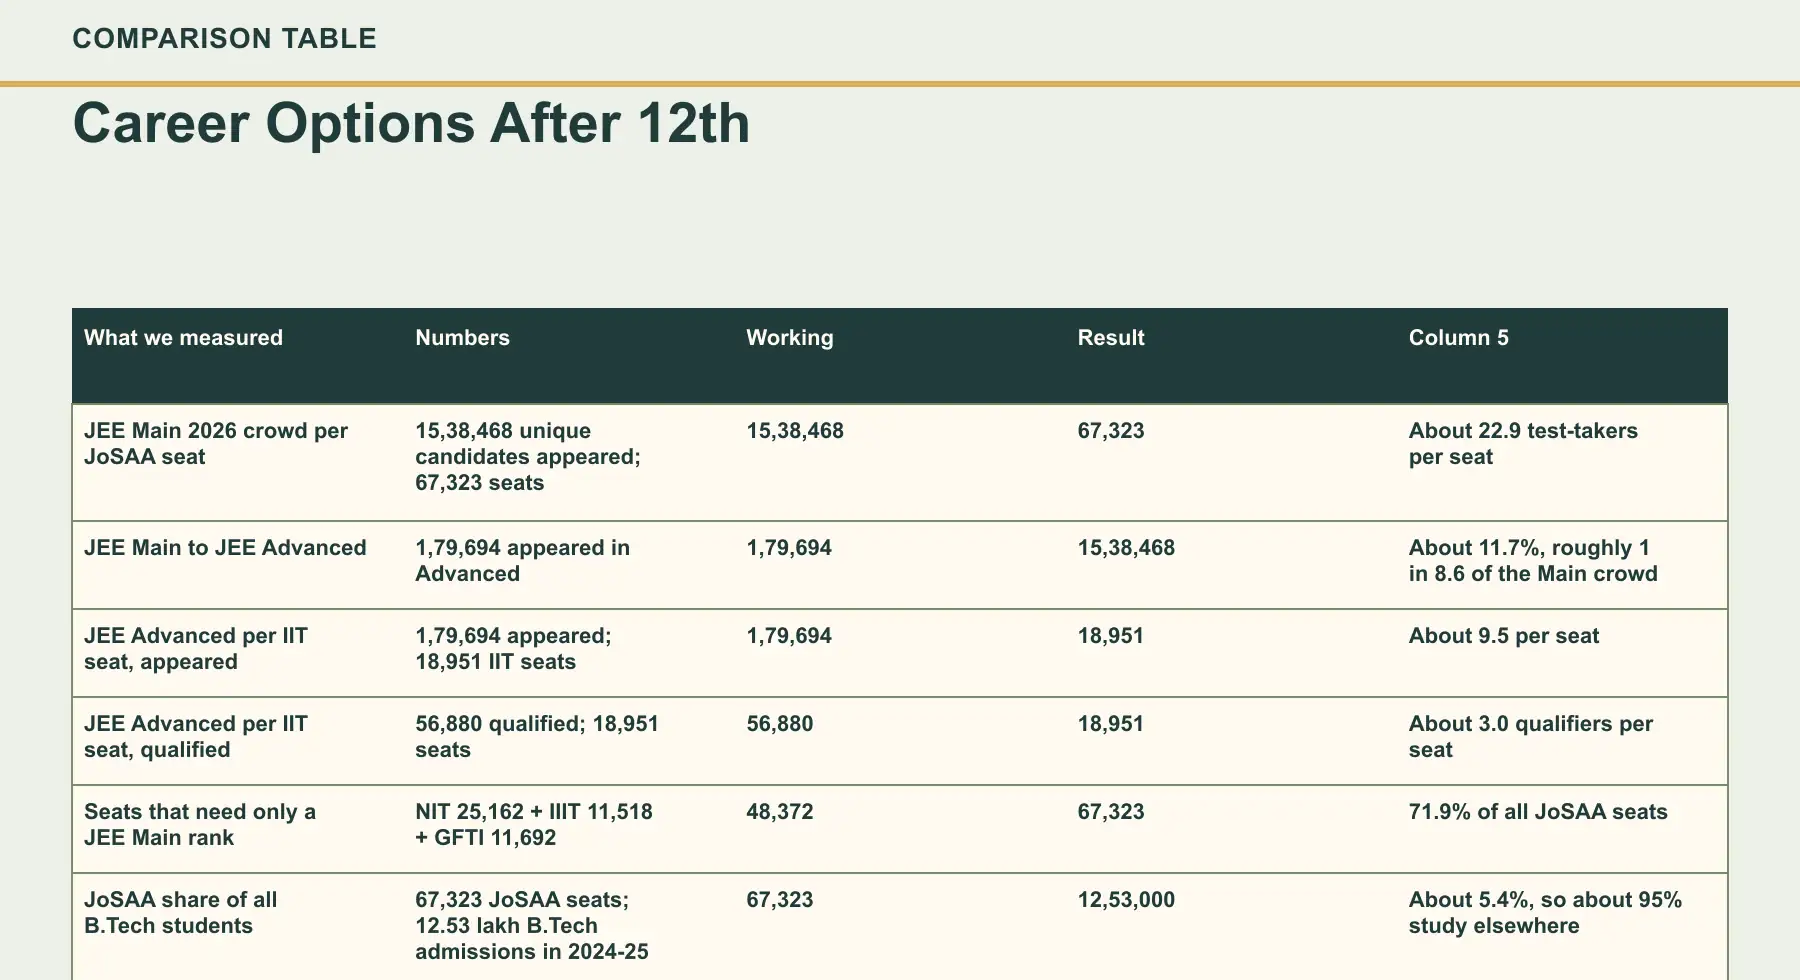 COMPARISON TABLE
Career Options After 12th
What we measured
Numbers
Working
Result
Column 5
JEE Main 2026 crowd per
JoSAA seat
15,38,468 unique
candidates appeared;
67,323 seats
15,38,468
67,323
About 22.9 test-takers
per seat
JEE Main to JEE Advanced
1,79,694 appeared in
Advanced
1,79,694
15,38,468
About 11.7%, roughly 1
in 8.6 of the Main crowd
JEE Advanced per IIT
seat, appeared
1,79,694 appeared;
18,951 IIT seats
1,79,694
18,951
About 9.5 per seat
JEE Advanced per IIT
seat, qualified
56,880 qualified; 18,951
seats
56,880
18,951
About 3.0 qualifiers per
seat
Seats that need only a
JEE Main rank
NIT 25,162 + IIIT 11,518
+ GFTI 11,692
48,372
67,323
71.9% of all JoSAA seats
JoSAA share of all
B.Tech students
67,323 JoSAA seats;
12.53 lakh B.Tech
admissions in 2024-25
67,323
12,53,000
About 5.4%, so about 95%
study elsewhere